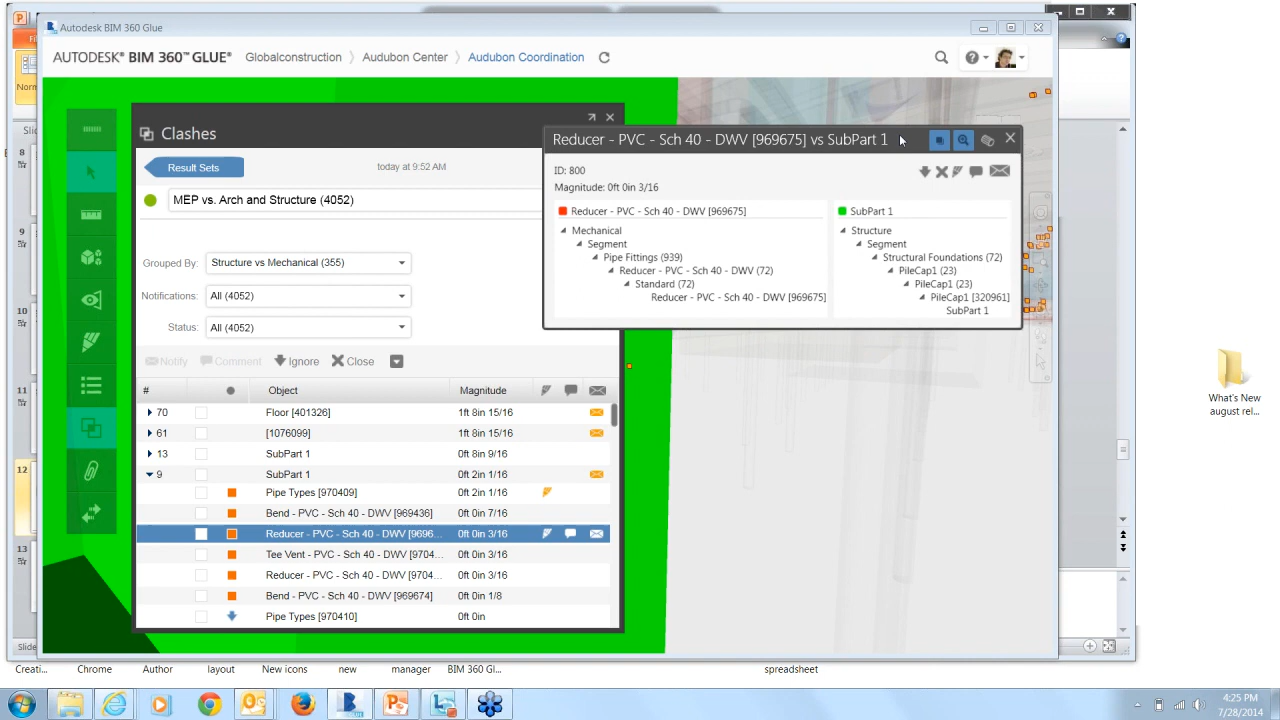 Autodesk BIM 360 Glue
AUTODESK® BIM 360™ GLUE® Globalconstruction Audubon Center Audubon Coordination
Clashes
Result Sets today at 9:52 AM
MEP vs. Arch and Structure (4052)
Grouped By: Structure vs Mechanical (355)
Notifications: All (4052)
Status: All (4052)
Notify Comment Ignore Close
# Object Magnitude
70 Floor [401326] 1ft 8in 15/16
61 [1076099] 1ft 8in 15/16
13 SubPart 1 0ft 8in 9/16
9 SubPart 1 0ft 2in 1/16
Pipe Types [970409] 0ft 2in 1/16
Bend - PVC - Sch 40 - DWV [969436] 0ft 0in 7/16
Reducer - PVC - Sch 40 - DWV [9696... 0ft 0in 3/16
Tee Vent - PVC - Sch 40 - DWV [9704... 0ft 0in 3/16
Reducer - PVC - Sch 40 - DWV [9704... 0ft 0in 3/16
Bend - PVC - Sch 40 - DWV [969674] 0ft 0in 1/8
Pipe Types [970410] 0ft 0in
Reducer - PVC - Sch 40 - DWV [969675] vs SubPart 1
ID: 800
Magnitude: 0ft 0in 3/16
Reducer - PVC - Sch 40 - DWV [969675]
Mechanical
Segment
Pipe Fittings (939)
Reducer - PVC - Sch 40 - DWV (72)
Standard (72)
Reducer - PVC - Sch 40 - DWV [969675]
SubPart 1
Structure
Segment
Structural Foundations (72)
PileCap1 (23)
PileCap1 (23)
PileCap1 [320961]
SubPart 1
Norm
Slid
8
9
10
11
12
13
Slide
What's New
august rel...
Creati... Chrome Author layout New icons new manager BIM 360 Gl... spreadsheet
4:25 PM
7/28/2014